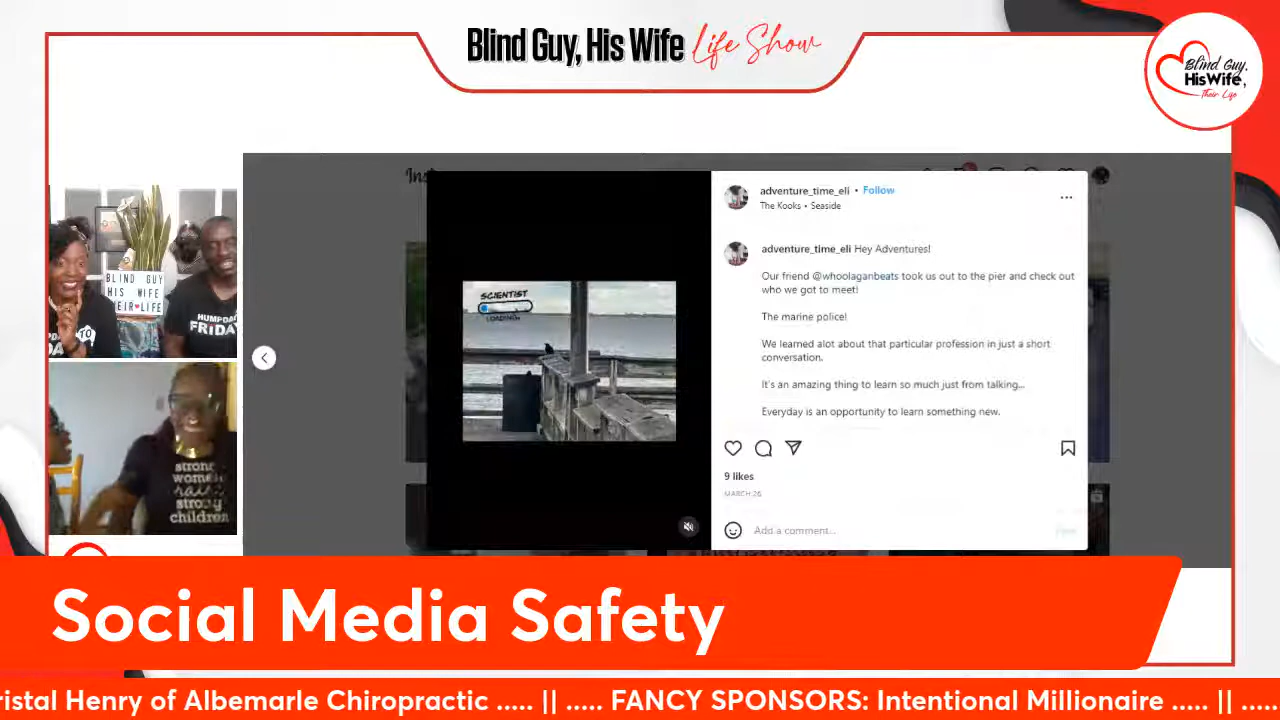 Blind Guy, His Wife Life Show
Blind Guy,
His Wife,
Their Life
adventure_time_eli • Follow
The Kooks • Seaside
adventure_time_eli Hey Adventures!
Our friend @whoolaganbeats took us out to the pier and check out
who we got to meet!
The marine police!
We learned alot about that particular profession in just a short
conversation.
It's an amazing thing to learn so much just from talking...
Everyday is an opportunity to learn something new.
9 likes
MARCH 26
Add a comment...
SCIENTIST
LOADING
BLIND GUY
HIS WIFE
EIR♥LIFE
HUMPDA
FRIDA
TO
strong
women
raise
strong
children
Social Media Safety
ristal Henry of Albemarle Chiropractic ..... || ..... FANCY SPONSORS: Intentional Millionaire ..... || .....